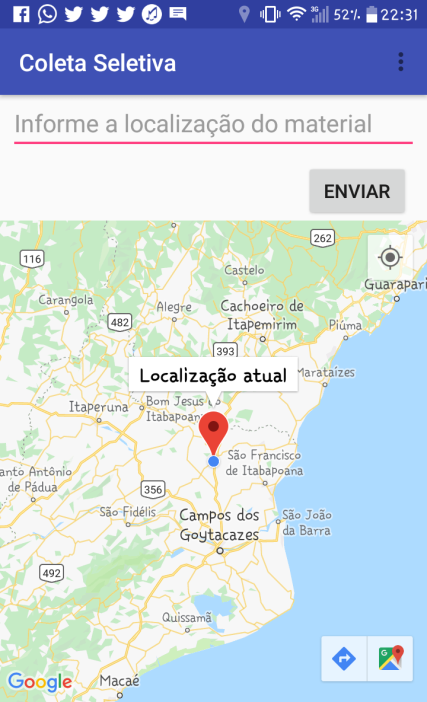 3G 52% 22:31
Coleta Seletiva
Informe a localização do material
ENVIAR
262
116
Castelo
Guarapari
Carangola
Alegre
Cachoeiro de
Itapemirim
482
Piúma
393
Localização atual
Marataízes
Itaperuna
Bom Jesus
Itabapoana
São Francisco
de Itabapoana
anto Antônio
de Pádua
356
São Fidélis
Campos dos
Goytacazes
São João
da Barra
492
Quissamã
Google
Macaé